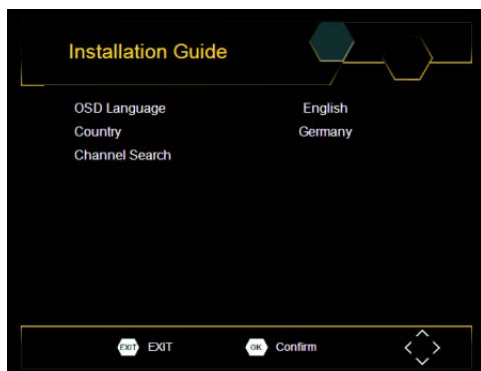 Installation Guide
OSD Language English
Country Germany
Channel Search
EXIT EXIT OK Confirm